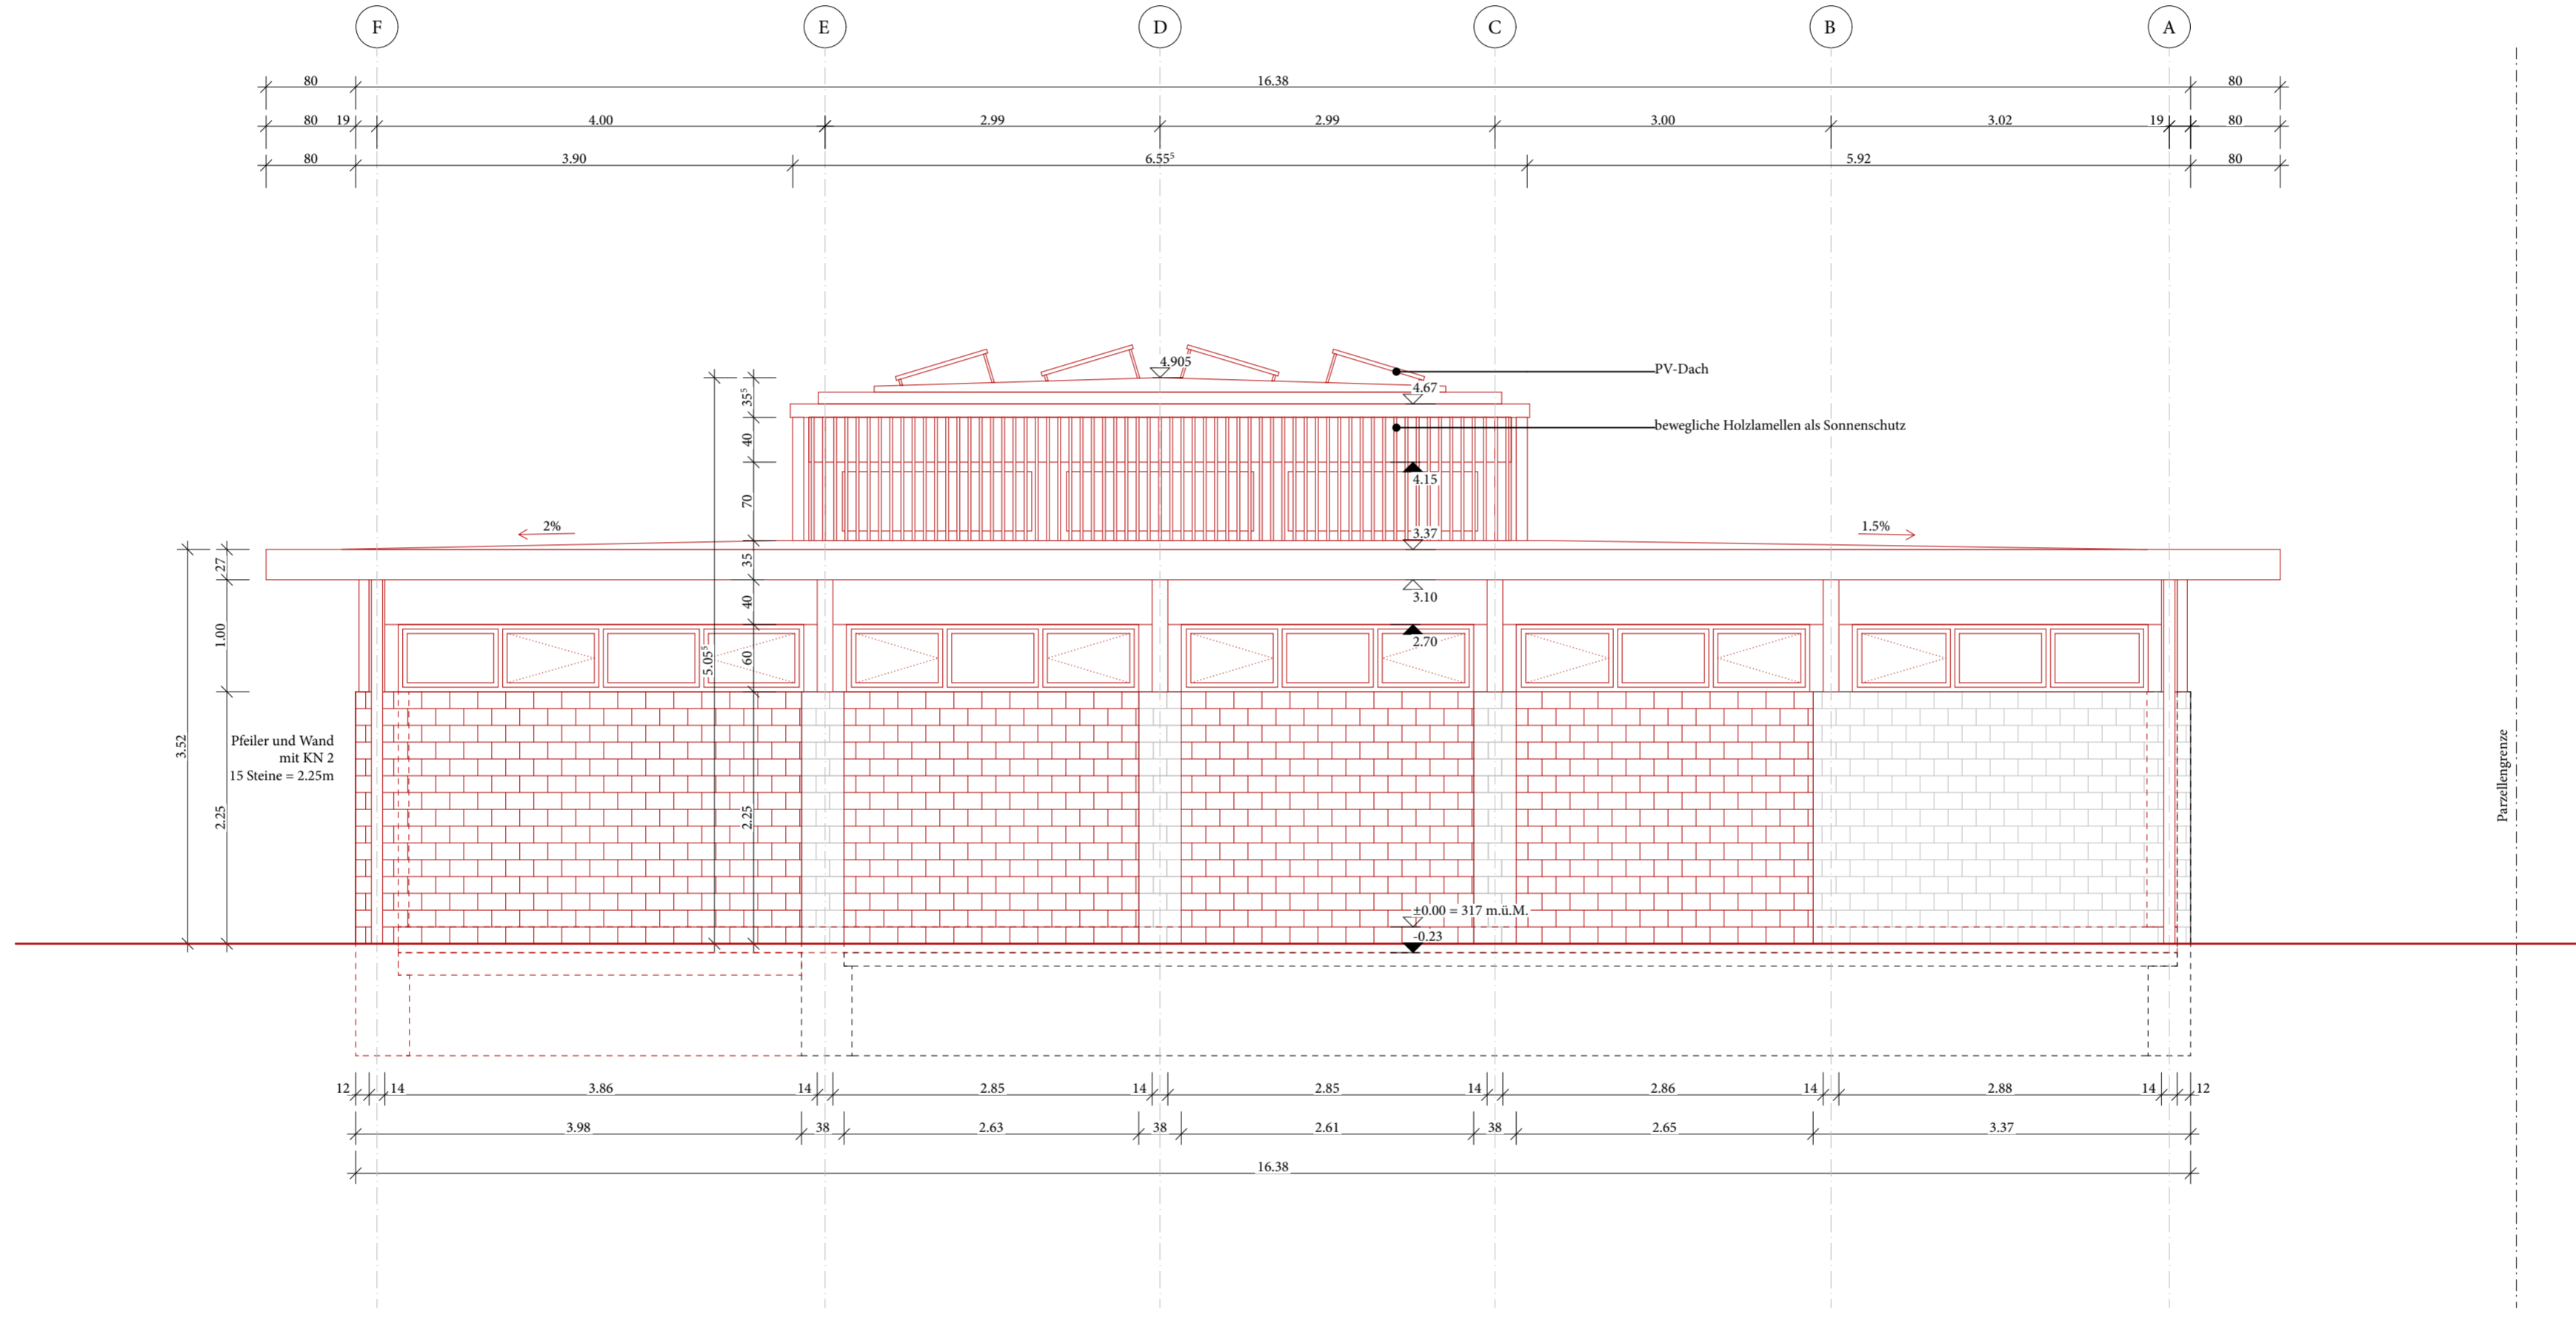 F E D C B A
80 16.38 80
80 19 4.00 2.99 2.99 3.00 3.02 19 80
80 3.90 6.55⁵ 5.92 80
4.905
PV-Dach
4.67
35⁵
bewegliche Holzlamellen als Sonnenschutz
40
4.15
70
2%
3.37
1.5%
27
35
3.10
40
1.00
2.70
5.05⁵
60
3.52
Pfeiler und Wand
mit KN 2
15 Steine = 2.25m
2.25
2.25
Parzellengrenze
±0.00 = 317 m.ü.M.
-0.23
12 14 3.86 14 2.85 14 2.85 14 2.86 14 2.88 14 12
3.98 38 2.63 38 2.61 38 2.65 3.37
16.38